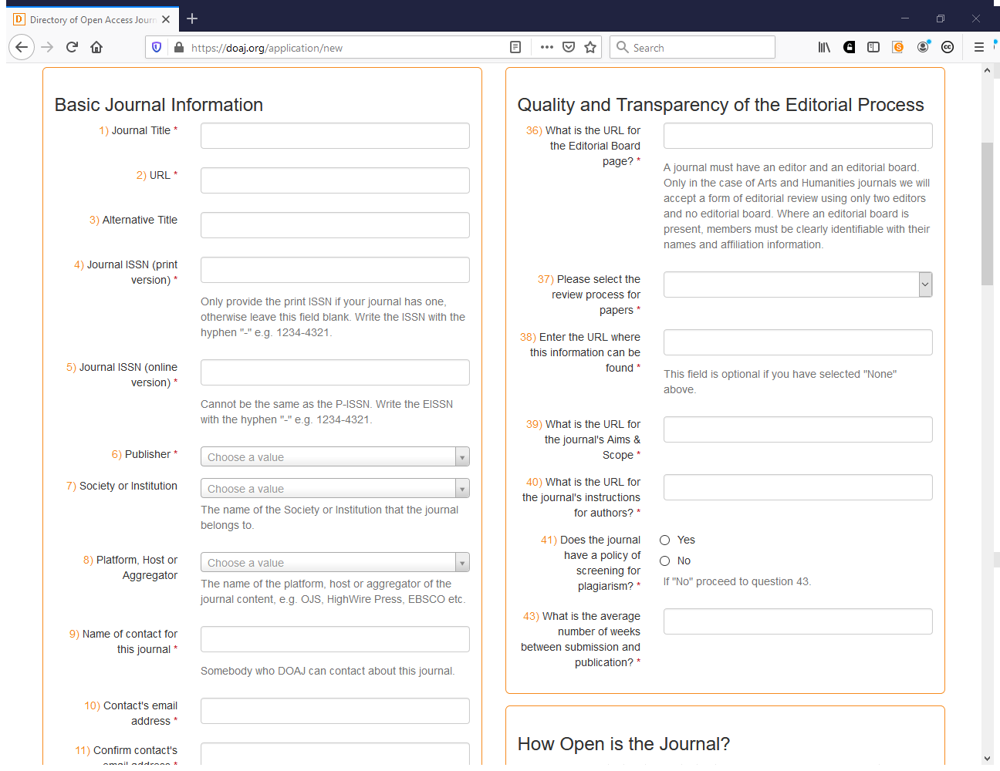 Directory of Open Access Journ
https://doaj.org/application/new
Search
Basic Journal Information
1) Journal Title *
2) URL *
3) Alternative Title
4) Journal ISSN (print
version) *
Only provide the print ISSN if your journal has one,
otherwise leave this field blank. Write the ISSN with the
hyphen "-" e.g. 1234-4321.
5) Journal ISSN (online
version) *
Cannot be the same as the P-ISSN. Write the EISSN
with the hyphen "-" e.g. 1234-4321.
6) Publisher *
Choose a value
7) Society or Institution
Choose a value
The name of the Society or Institution that the journal
belongs to.
8) Platform, Host or
Aggregator
Choose a value
The name of the platform, host or aggregator of the
journal content, e.g. OJS, HighWire Press, EBSCO etc.
9) Name of contact for
this journal *
Somebody who DOAJ can contact about this journal.
10) Contact's email
address *
11) Confirm contact's
email address *
Quality and Transparency of the Editorial Process
36) What is the URL for
the Editorial Board
page? *
A journal must have an editor and an editorial board.
Only in the case of Arts and Humanities journals we will
accept a form of editorial review using only two editors
and no editorial board. Where an editorial board is
present, members must be clearly identifiable with their
names and affiliation information.
37) Please select the
review process for
papers *
38) Enter the URL where
this information can be
found *
This field is optional if you have selected "None"
above.
39) What is the URL for
the journal's Aims &
Scope *
40) What is the URL for
the journal's instructions
for authors? *
41) Does the journal
have a policy of
screening for
plagiarism? *
Yes
No
If "No" proceed to question 43.
43) What is the average
number of weeks
between submission and
publication? *
How Open is the Journal?